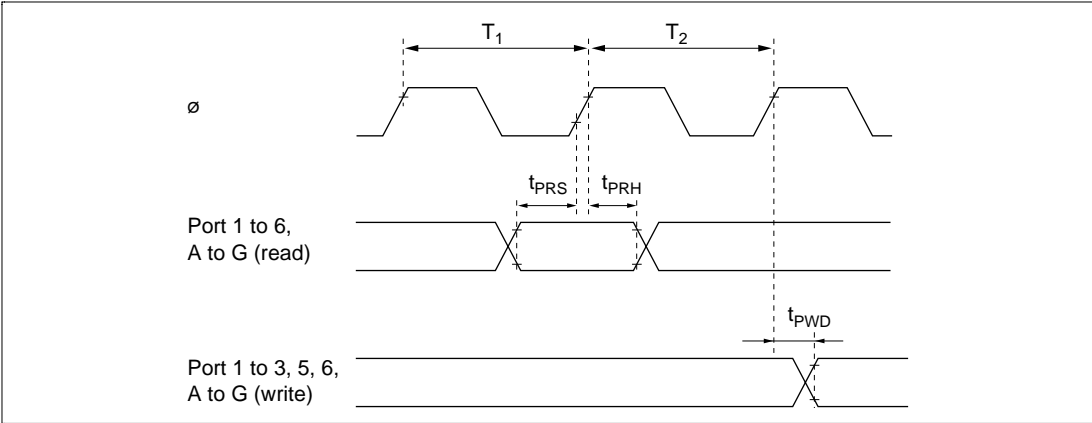 T1 T2
ø
tPRS tPRH
Port 1 to 6,
A to G (read)
tPWD
Port 1 to 3, 5, 6,
A to G (write)